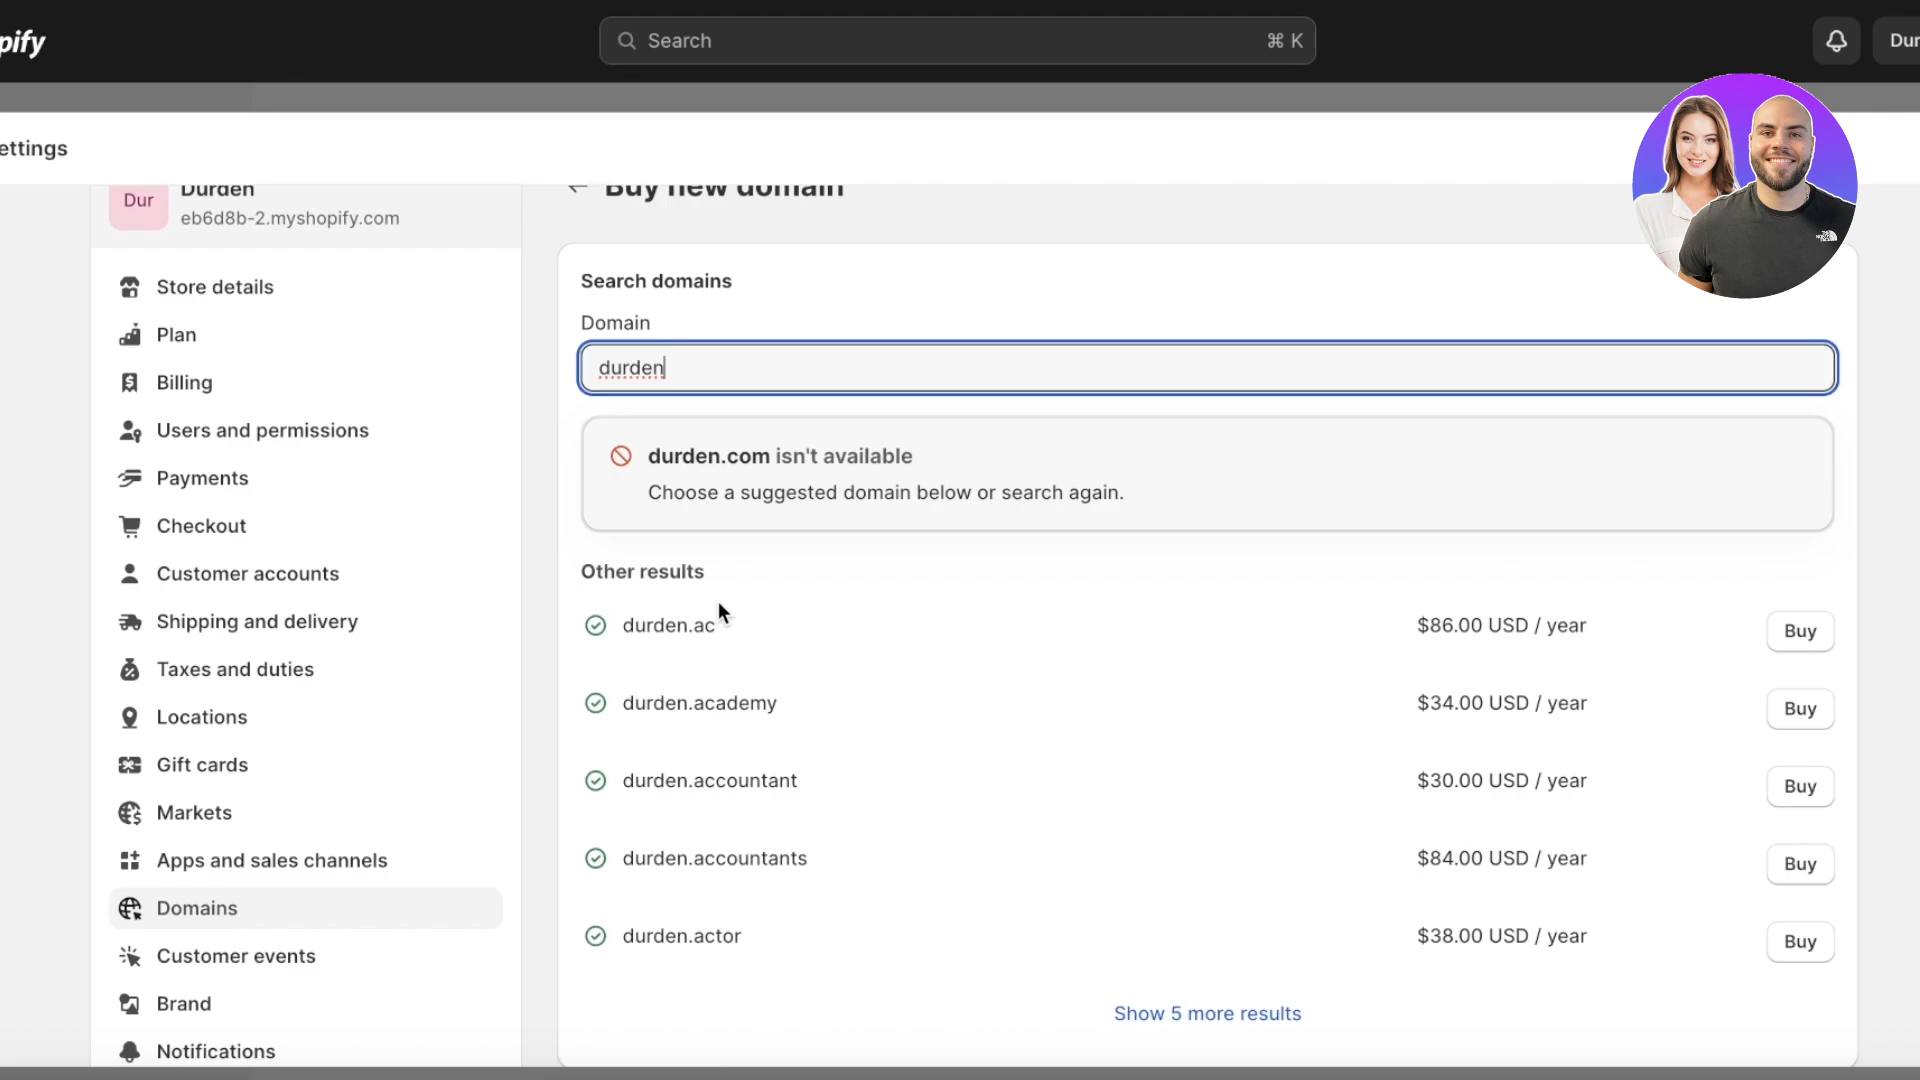 pify
Search
⌘ K
Dur
ettings
Dur
Durden
eb6d8b-2.myshopify.com
Store details
Plan
Billing
Users and permissions
Payments
Checkout
Customer accounts
Shipping and delivery
Taxes and duties
Locations
Gift cards
Markets
Apps and sales channels
Domains
Customer events
Brand
Notifications
← Buy new domain
Search domains
Domain
durden
durden.com isn't available
Choose a suggested domain below or search again.
Other results
durden.ac $86.00 USD / year Buy
durden.academy $34.00 USD / year Buy
durden.accountant $30.00 USD / year Buy
durden.accountants $84.00 USD / year Buy
durden.actor $38.00 USD / year Buy
Show 5 more results